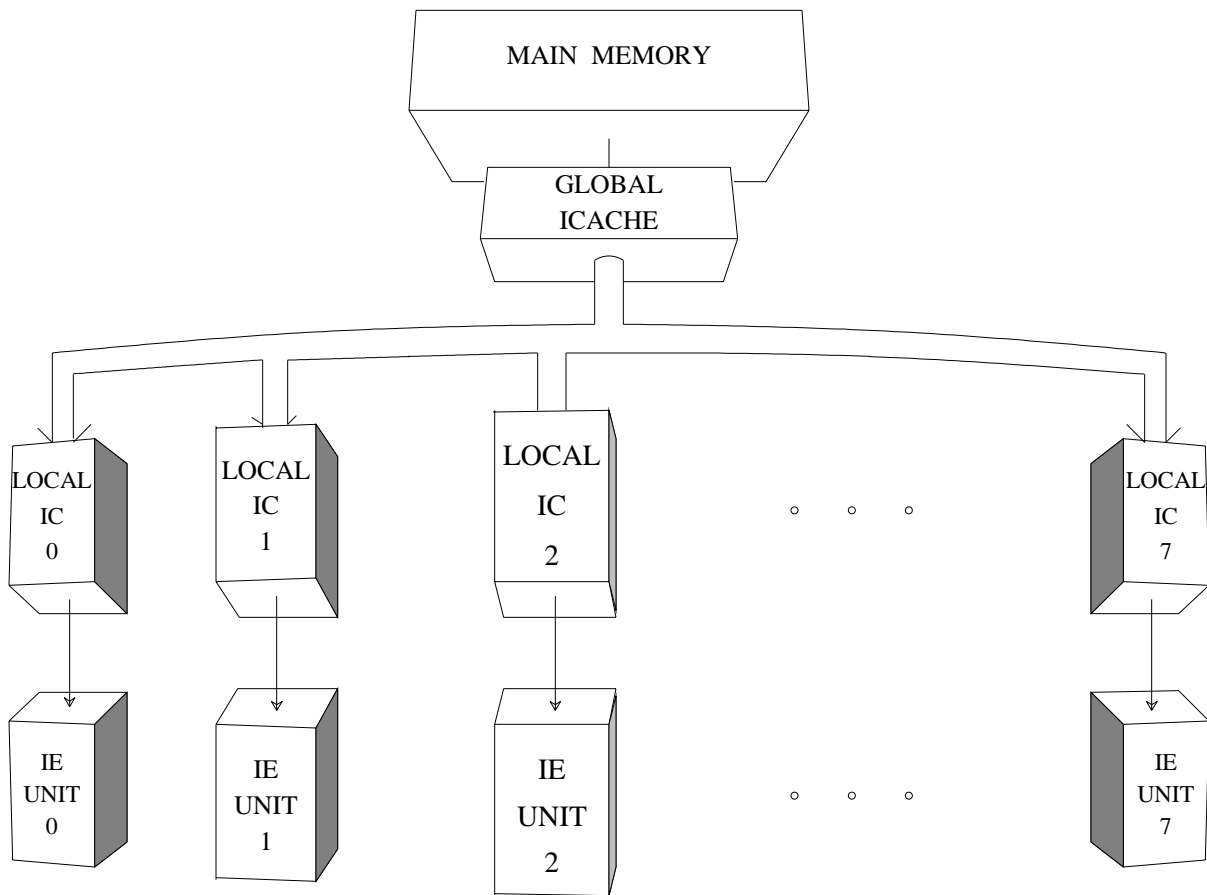 MAIN MEMORY
GLOBAL
ICACHE
LOCAL
IC
0
LOCAL
IC
1
LOCAL
IC
2
LOCAL
IC
7
IE
UNIT
0
IE
UNIT
1
IE
UNIT
2
IE
UNIT
7